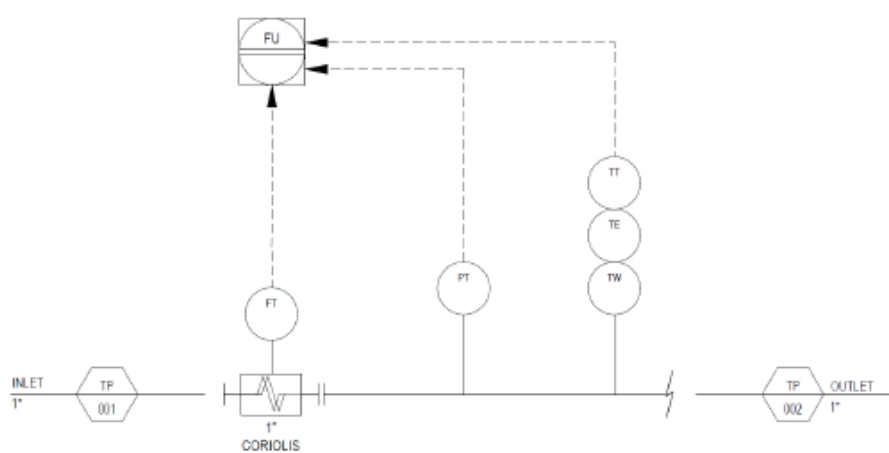 FU
TT
TE
TW
PT
FT
INLET
1"
TP
001
1"
CORIOLIS
TP
002
OUTLET
1"